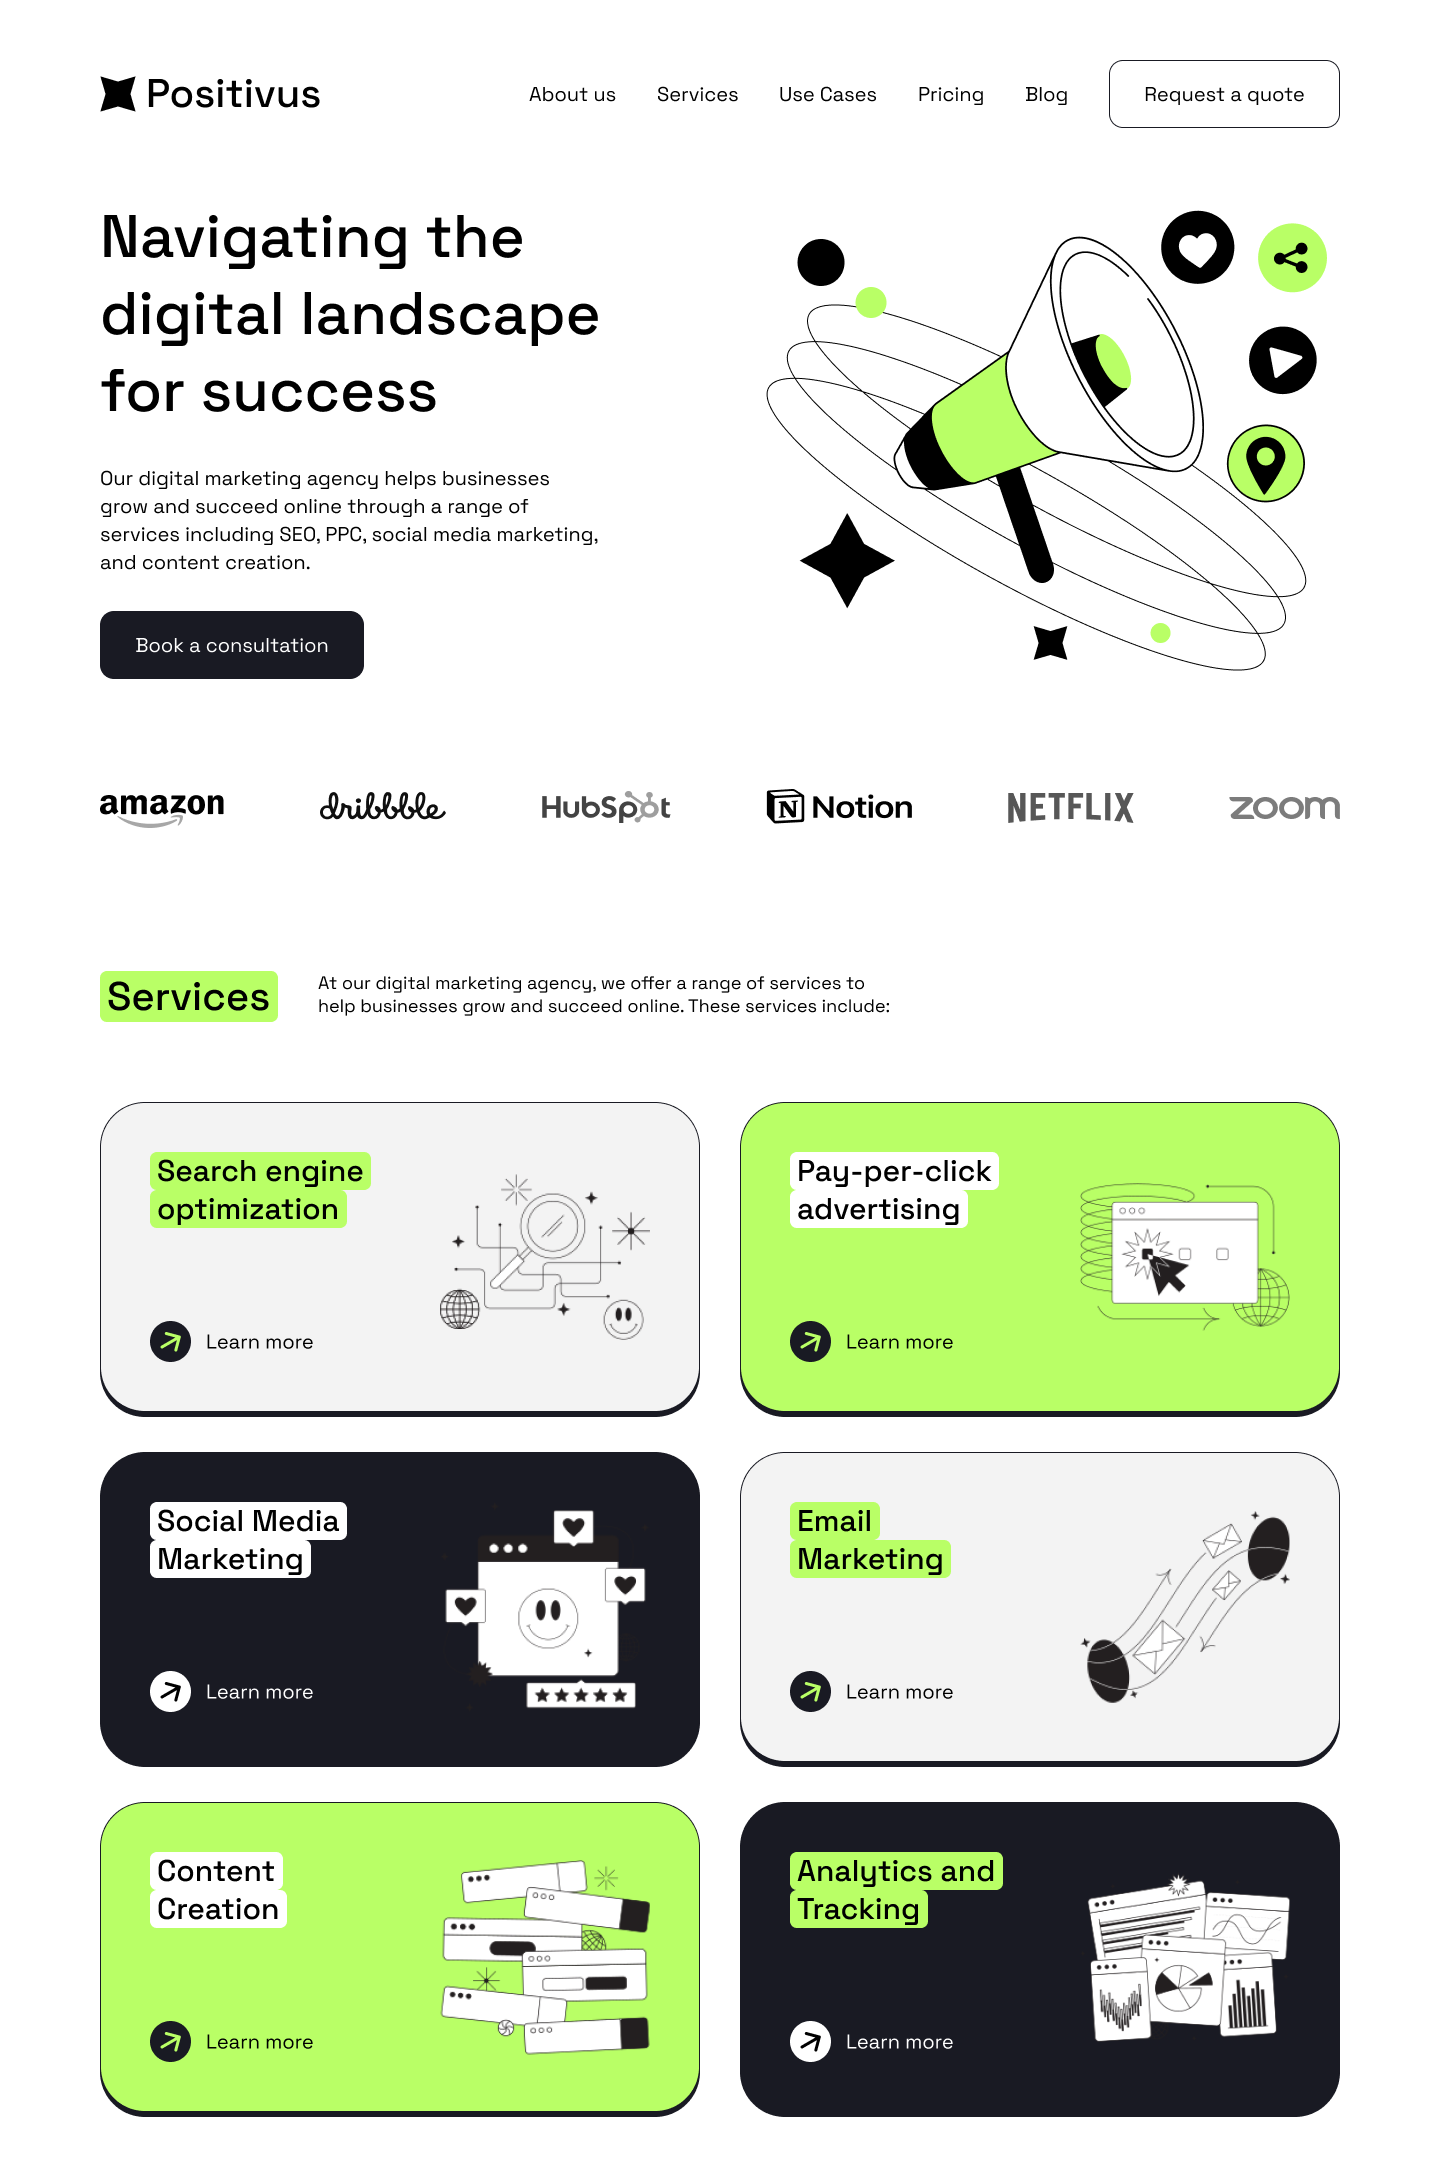 Positivus
About us
Services
Use Cases
Pricing
Blog
Request a quote
Navigating the
digital landscape
for success
Our digital marketing agency helps businesses
grow and succeed online through a range of
services including SEO, PPC, social media marketing,
and content creation.
Book a consultation
amazon
dribbble
HubSpot
N Notion
NETFLIX
zoom
Services
At our digital marketing agency, we offer a range of services to
help businesses grow and succeed online. These services include:
Search engine
optimization
Learn more
Pay-per-click
advertising
Learn more
Social Media
Marketing
Learn more
Email
Marketing
Learn more
Content
Creation
Learn more
Analytics and
Tracking
Learn more